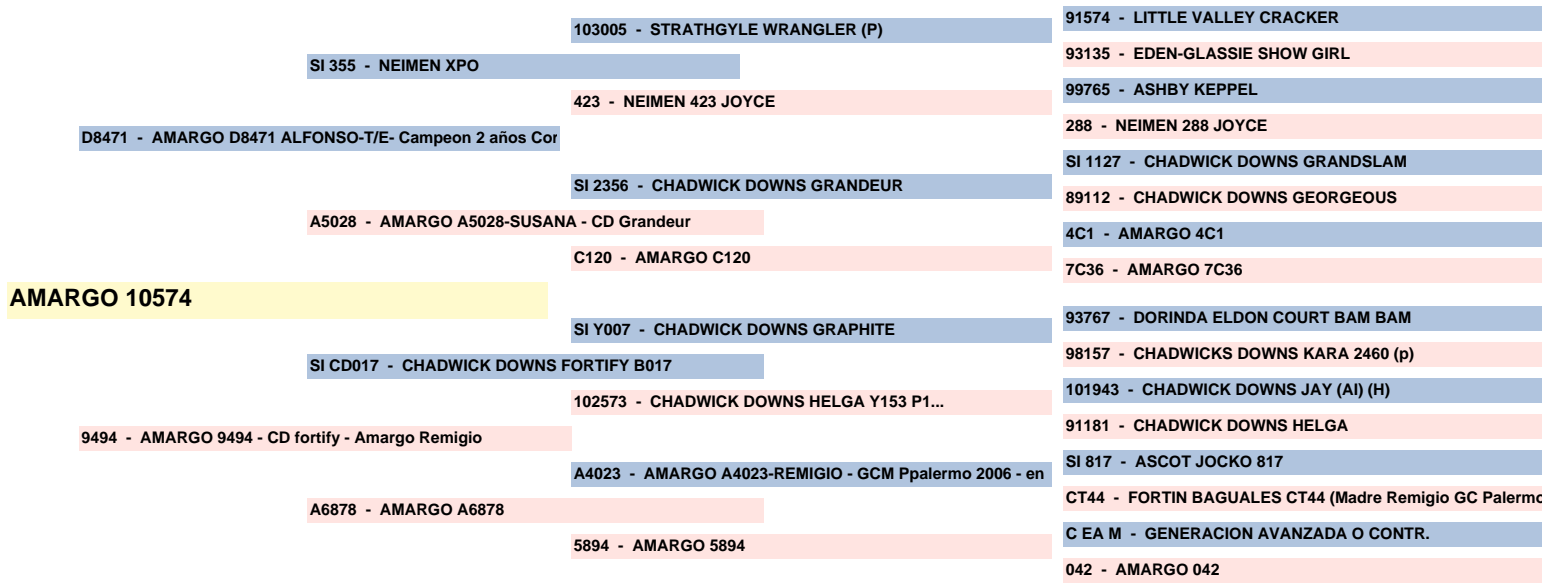 91574 - LITTLE VALLEY CRACKER
103005 - STRATHGYLE WRANGLER (P)
93135 - EDEN-GLASSIE SHOW GIRL
SI 355 - NEIMEN XPO
99765 - ASHBY KEPPEL
423 - NEIMEN 423 JOYCE
288 - NEIMEN 288 JOYCE
D8471 - AMARGO D8471 ALFONSO-T/E- Campeon 2 años Cor
SI 1127 - CHADWICK DOWNS GRANDSLAM
SI 2356 - CHADWICK DOWNS GRANDEUR
89112 - CHADWICK DOWNS GEORGEOUS
A5028 - AMARGO A5028-SUSANA - CD Grandeur
4C1 - AMARGO 4C1
C120 - AMARGO C120
7C36 - AMARGO 7C36
AMARGO 10574
93767 - DORINDA ELDON COURT BAM BAM
SI Y007 - CHADWICK DOWNS GRAPHITE
98157 - CHADWICKS DOWNS KARA 2460 (p)
SI CD017 - CHADWICK DOWNS FORTIFY B017
101943 - CHADWICK DOWNS JAY (AI) (H)
102573 - CHADWICK DOWNS HELGA Y153 P1...
91181 - CHADWICK DOWNS HELGA
9494 - AMARGO 9494 - CD fortify - Amargo Remigio
SI 817 - ASCOT JOCKO 817
A4023 - AMARGO A4023-REMIGIO - GCM Ppalermo 2006 - en
CT44 - FORTIN BAGUALES CT44 (Madre Remigio GC Palermo
A6878 - AMARGO A6878
C EA M - GENERACION AVANZADA O CONTR.
5894 - AMARGO 5894
042 - AMARGO 042